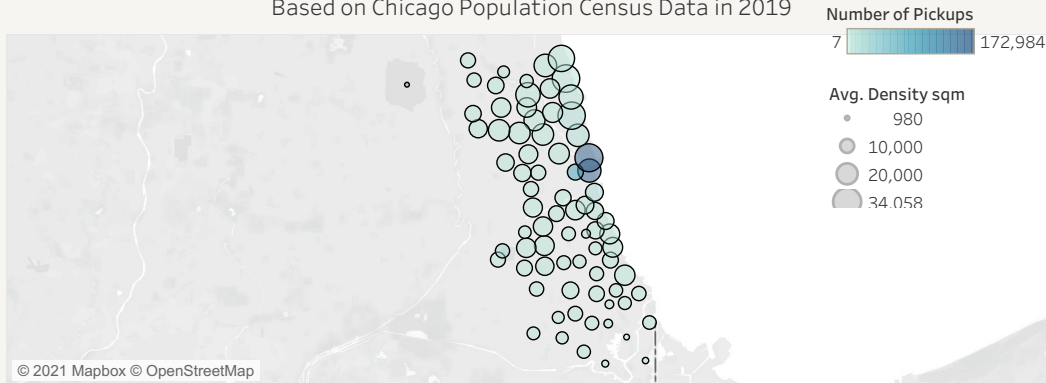 Based on Chicago Population Census Data in 2019
Number of Pickups
7 172,984
Avg. Density sqm
980
10,000
20,000
34,058
© 2021 Mapbox © OpenStreetMap